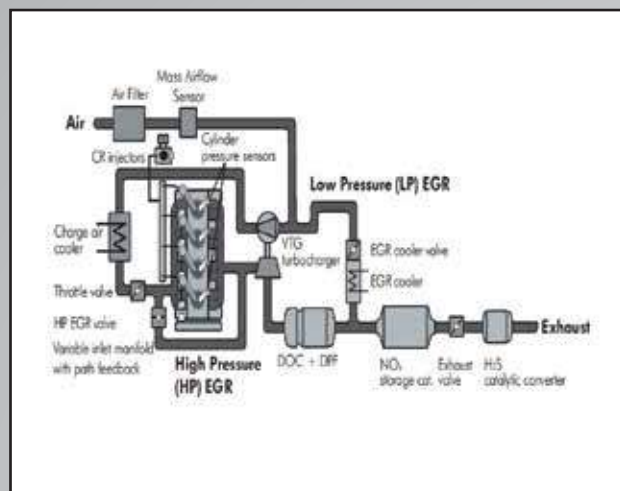 Mass Airflow
Sensor
Air Filter
Air
CR injectors
Cylinder
pressure sensors
Low Pressure (LP) EGR
Charge air
cooler
VTG
turbocharger
EGR cooler valve
EGR cooler
Throttle valve
HP EGR valve
Variable inlet manifold
with path feedback
High Pressure
(HP) EGR
DOC + DPF
NOx
storage cat.
Exhaust
valve
H2S
catalytic converter
Exhaust